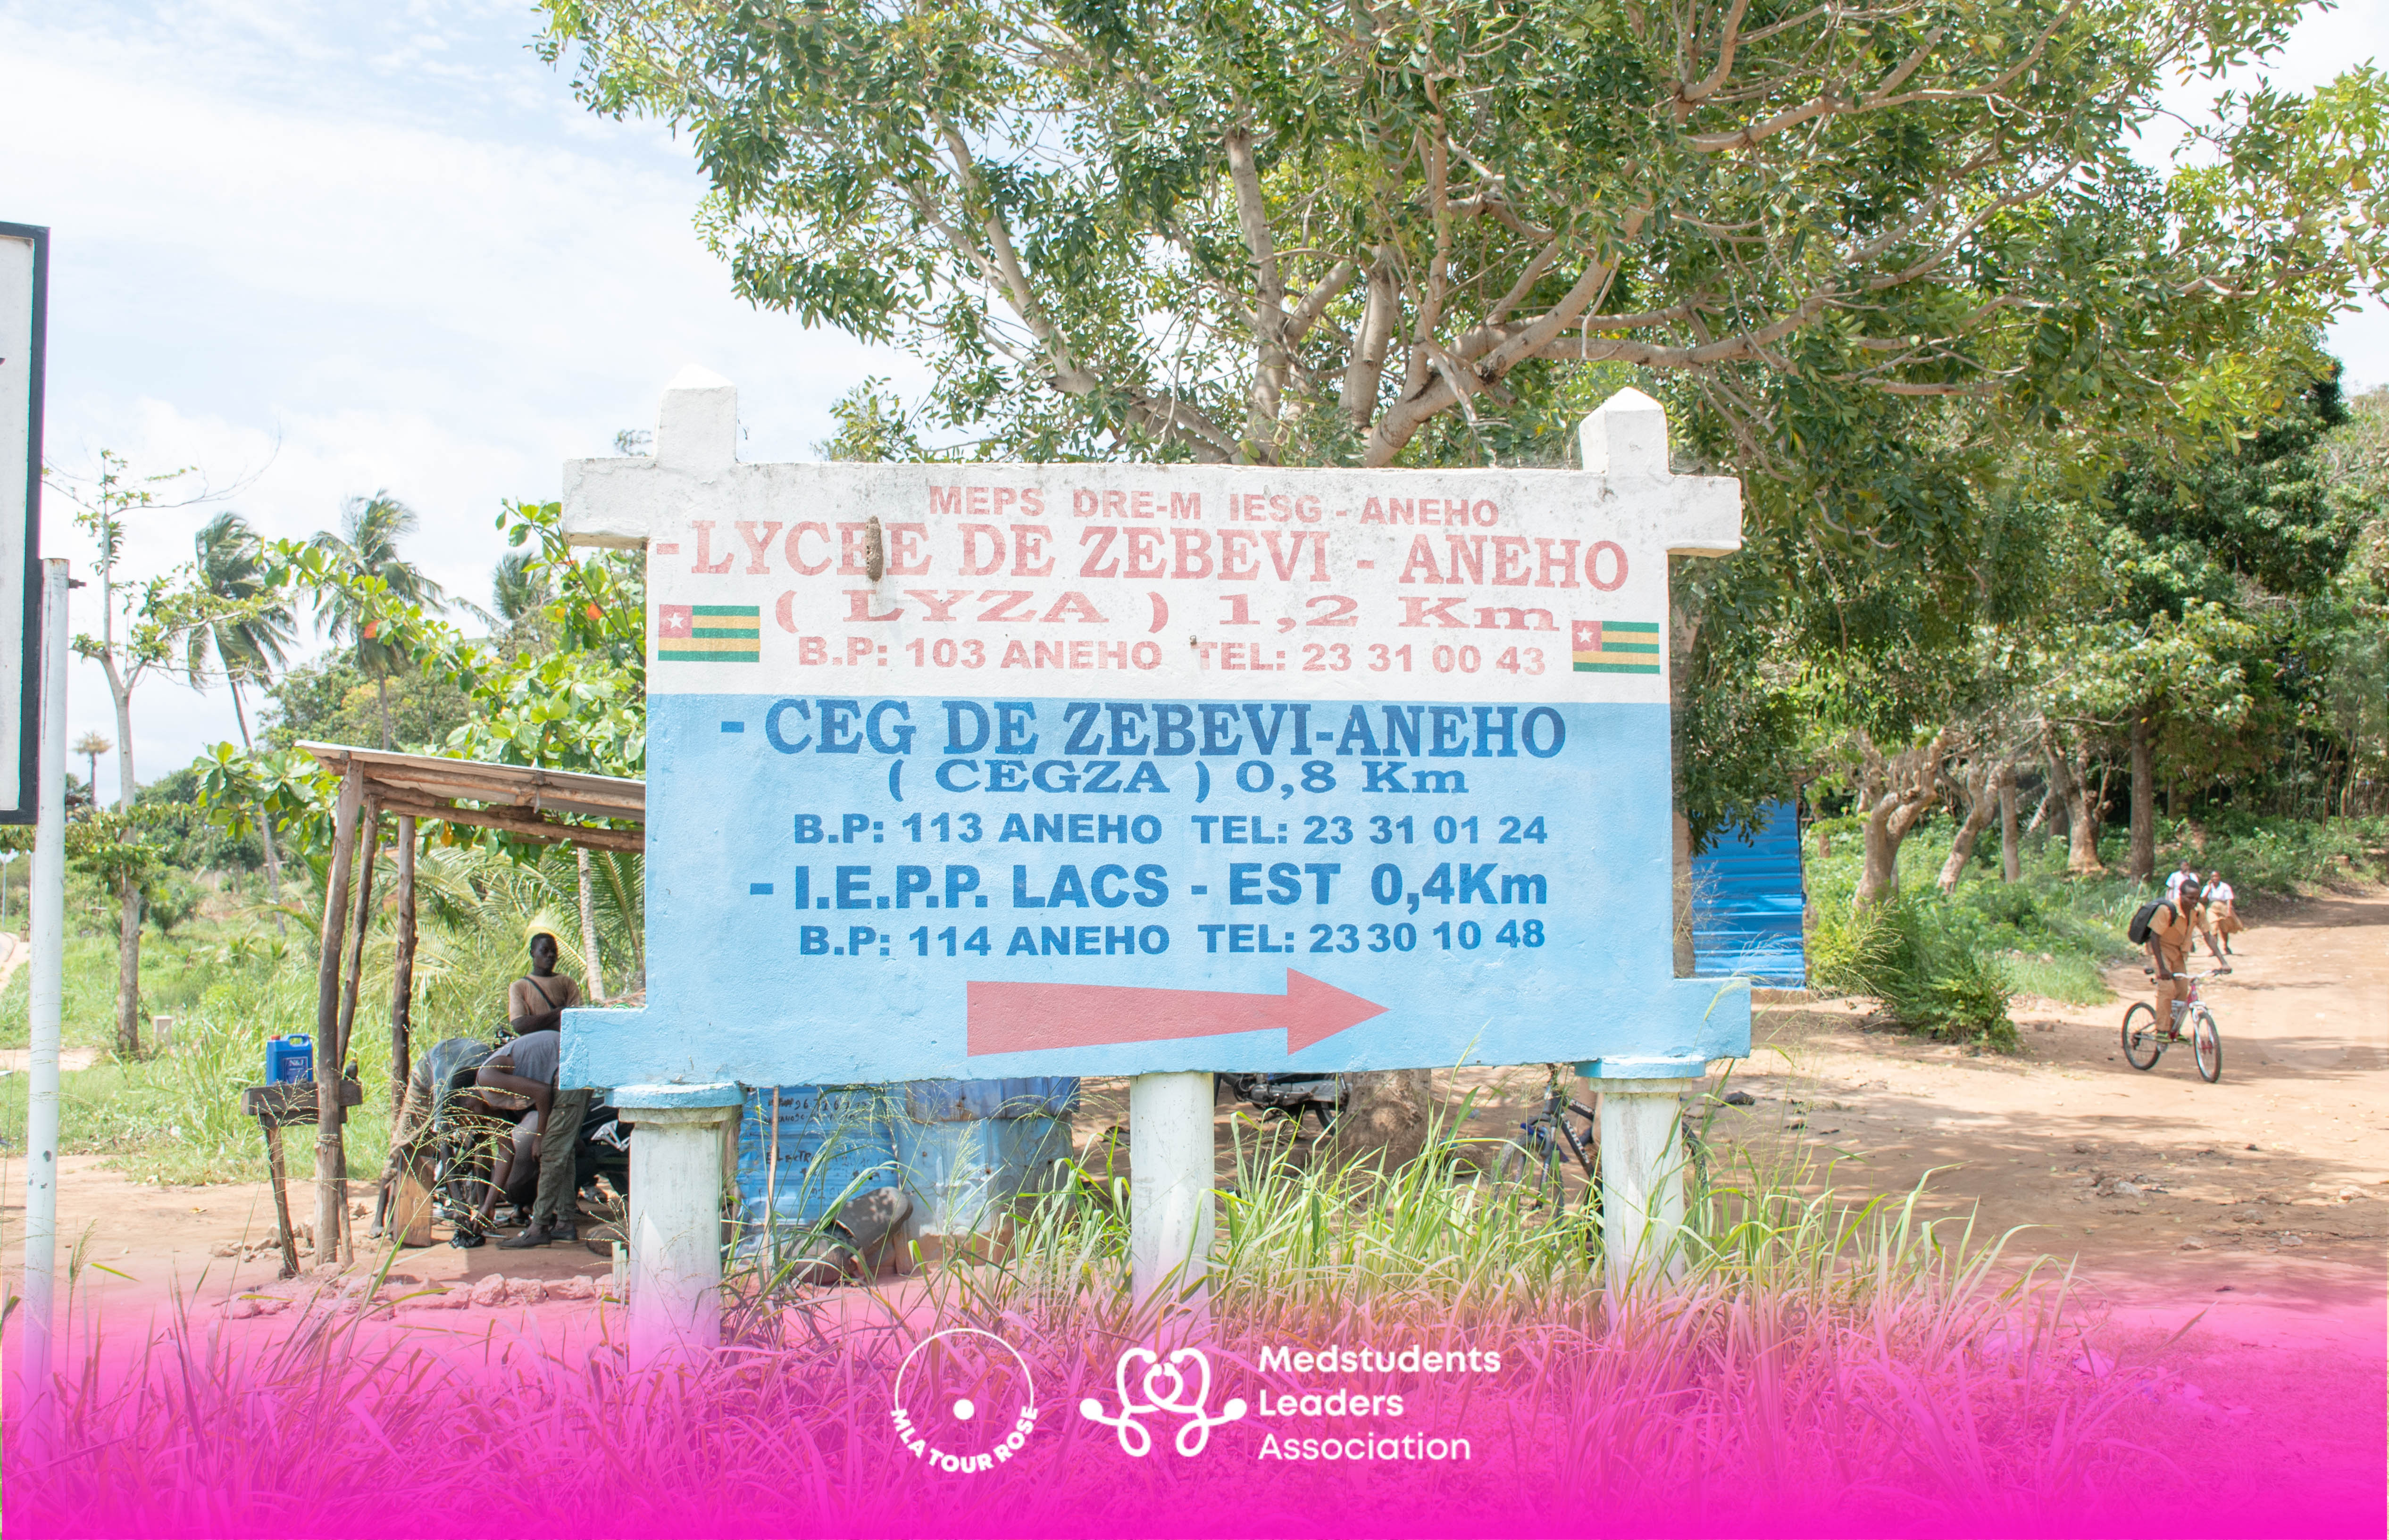 MEPS DRE-M IESG - ANEHO
- LYCEE DE ZEBEVI - ANEHO
( LYZA ) 1,2 Km
B.P: 103 ANEHO TEL: 23 31 00 43
- CEG DE ZEBEVI-ANEHO
( CEGZA ) 0,8 Km
B.P: 113 ANEHO TEL: 23 31 01 24
- I.E.P.P. LACS - EST 0,4Km
B.P: 114 ANEHO TEL: 23 30 10 48
MLA TOUR ROSE
Medstudents
Leaders
Association